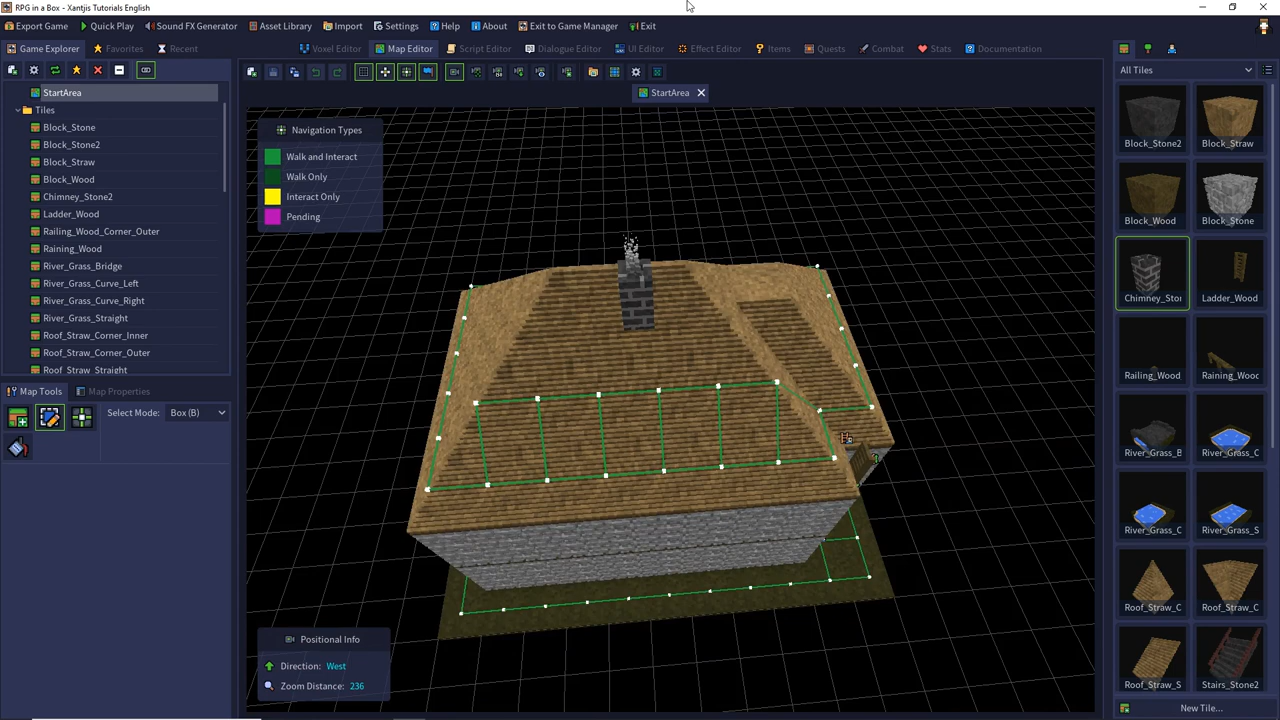 RPG in a Box - Xantjis Tutorials English
Export Game Quick Play Sound FX Generator Asset Library Import Settings Help About Exit to Game Manager Exit
Game Explorer Favorites Recent Voxel Editor Map Editor Script Editor Dialogue Editor UI Editor Effect Editor Items Quests Combat Stats Documentation
All Tiles
StartArea
StartArea
Tiles
Block_Stone
Block_Stone2
Block_Straw
Block_Wood
Chimney_Stone2
Ladder_Wood
Railing_Wood_Corner_Outer
Raining_Wood
River_Grass_Bridge
River_Grass_Curve_Left
River_Grass_Curve_Right
River_Grass_Straight
Roof_Straw_Corner_Inner
Roof_Straw_Corner_Outer
Roof_Straw_Straight
Map Tools Map Properties
Select Mode: Box (B)
Navigation Types
Walk and Interact
Walk Only
Interact Only
Pending
Positional Info
Direction: West
Zoom Distance: 236
Block_Stone2 Block_Straw
Block_Wood Block_Stone
Chimney_Stor Ladder_Wood
Railing_Wood Raining_Wood
River_Grass_B River_Grass_C
River_Grass_C River_Grass_S
Roof_Straw_C Roof_Straw_C
Roof_Straw_S Stairs_Stone2
New Tile...